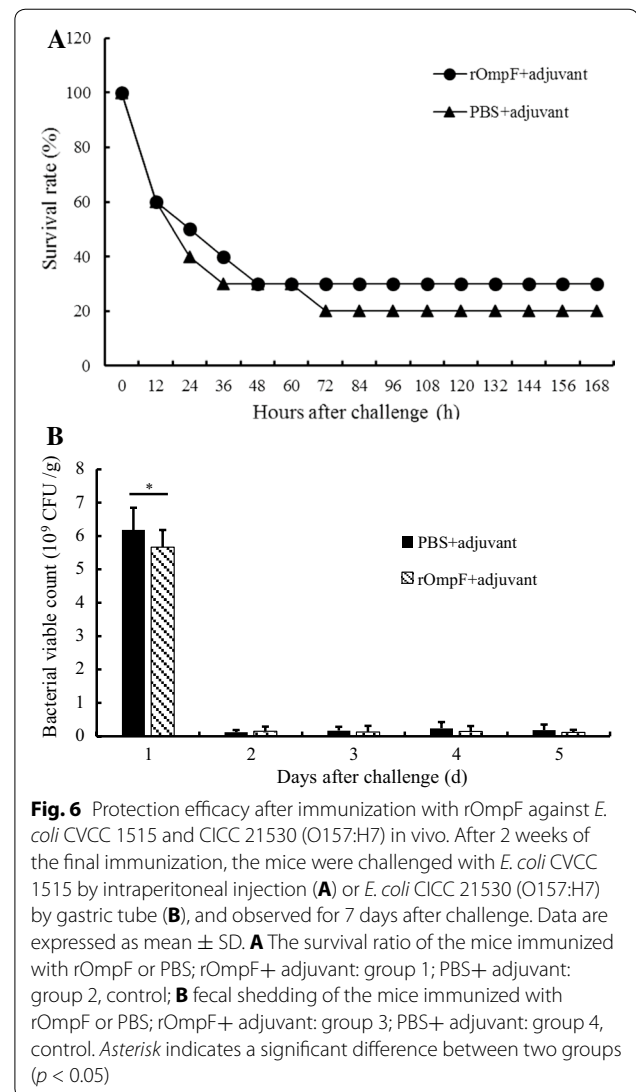 A
120
100
80
60
40
20
0
Survival rate (%)
rOmpF+adjuvant
PBS+adjuvant
0 12 24 36 48 60 72 84 96 108 120 132 144 156 168
Hours after challenge (h)
B
8
7
6
5
4
3
2
1
0
Bacterial viable count (10⁹ CFU /g)
*
PBS+adjuvant
rOmpF+adjuvant
1 2 3 4 5
Days after challenge (d)
Fig. 6 Protection efficacy after immunization with rOmpF against E.
coli CVCC 1515 and CICC 21530 (O157:H7) in vivo. After 2 weeks of
the final immunization, the mice were challenged with E. coli CVCC
1515 by intraperitoneal injection (A) or E. coli CICC 21530 (O157:H7)
by gastric tube (B), and observed for 7 days after challenge. Data are
expressed as mean ± SD. A The survival ratio of the mice immunized
with rOmpF or PBS; rOmpF+ adjuvant: group 1; PBS+ adjuvant:
group 2, control; B fecal shedding of the mice immunized with
rOmpF or PBS; rOmpF+ adjuvant: group 3; PBS+ adjuvant: group 4,
control. Asterisk indicates a significant difference between two groups
(p < 0.05)